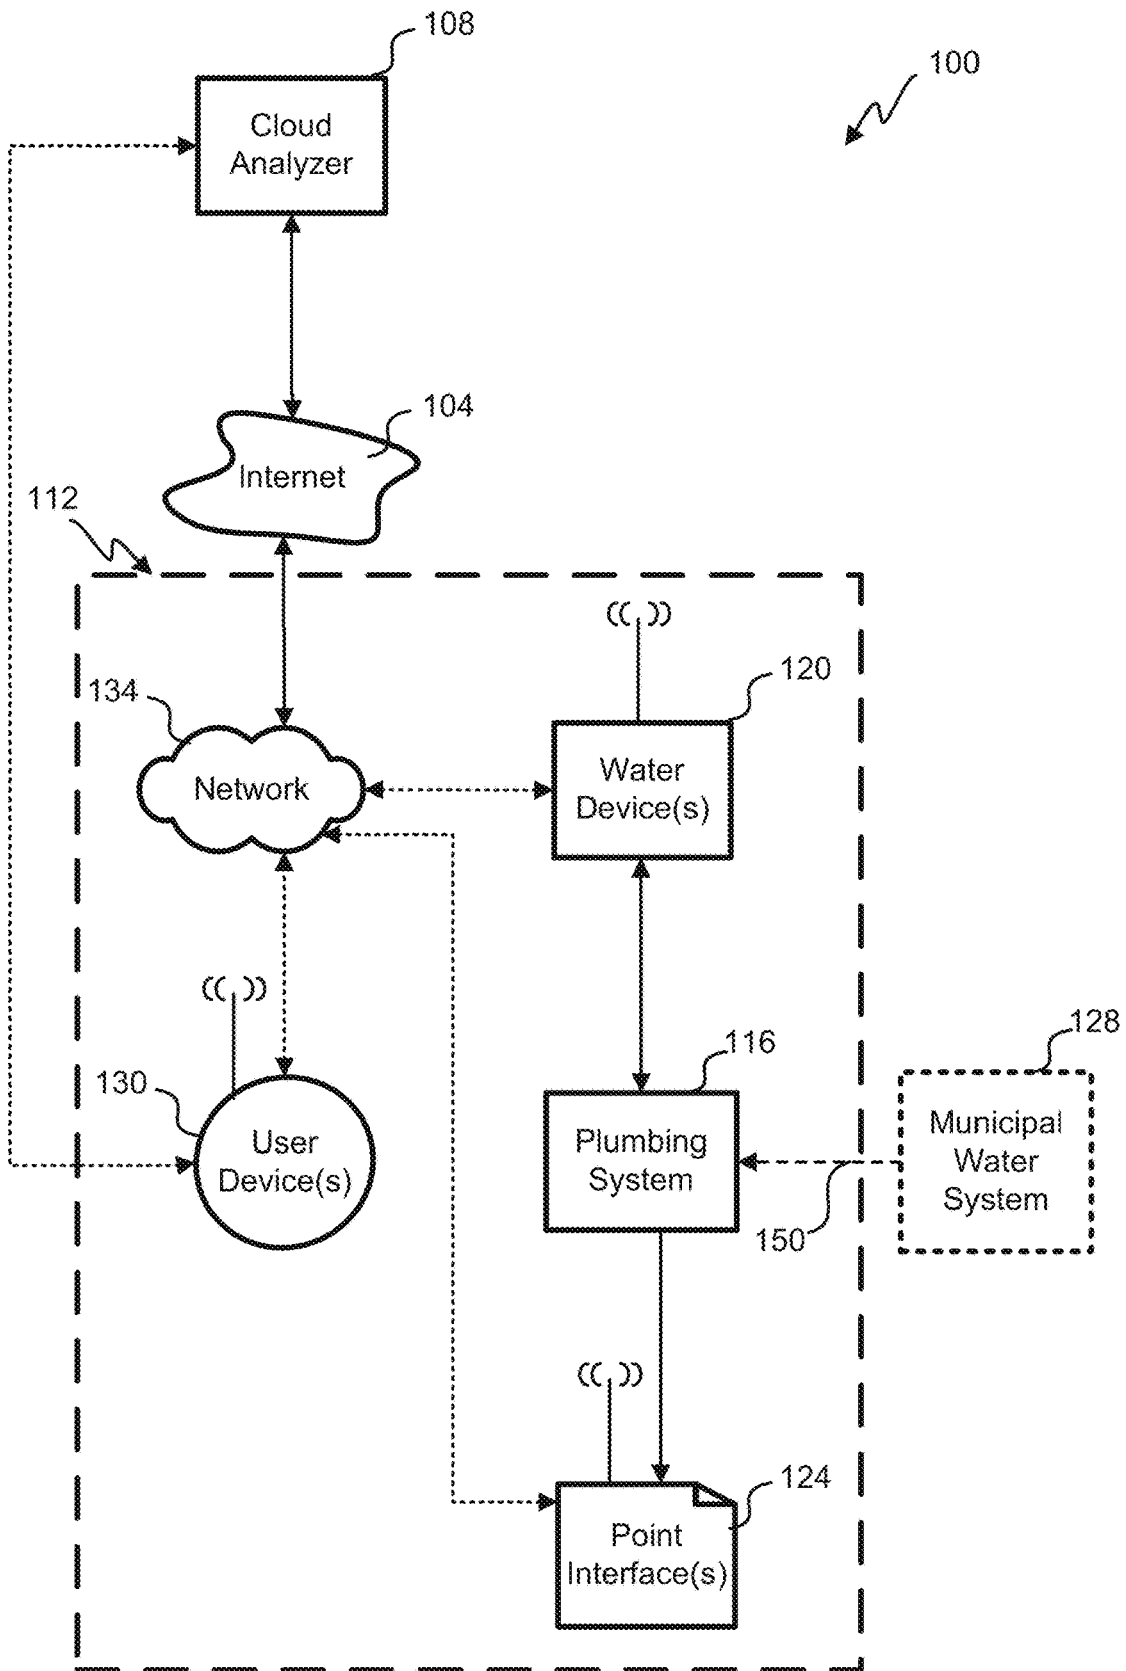 108
100
Cloud
Analyzer
104
Internet
112
134
120
Network
Water
Device(s)
116
128
130
User
Device(s)
Plumbing
System
Municipal
Water
System
150
124
Point
Interface(s)